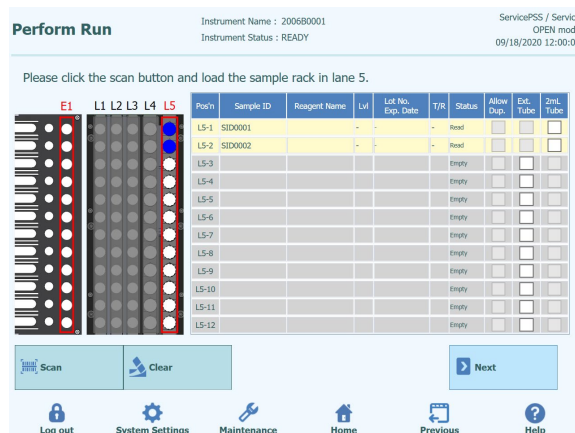 Perform Run
Instrument Name : 2006B0001
Instrument Status : READY
ServicePSS / Servic
OPEN mod
09/18/2020 12:00:0
Please click the scan button and load the sample rack in lane 5.
E1 L1 L2 L3 L4 L5
Pos'n Sample ID Reagent Name Lvl Lot No. Exp. Date T/R Status Allow Dup. Ext. Tube 2mL Tube
L5-1 SID0001 - - - Read
L5-2 SID0002 - - - Read
L5-3 Empty
L5-4 Empty
L5-5 Empty
L5-6 Empty
L5-7 Empty
L5-8 Empty
L5-9 Empty
L5-10 Empty
L5-11 Empty
L5-12 Empty
Scan Clear Next
Log out System Settings Maintenance Home Previous Help